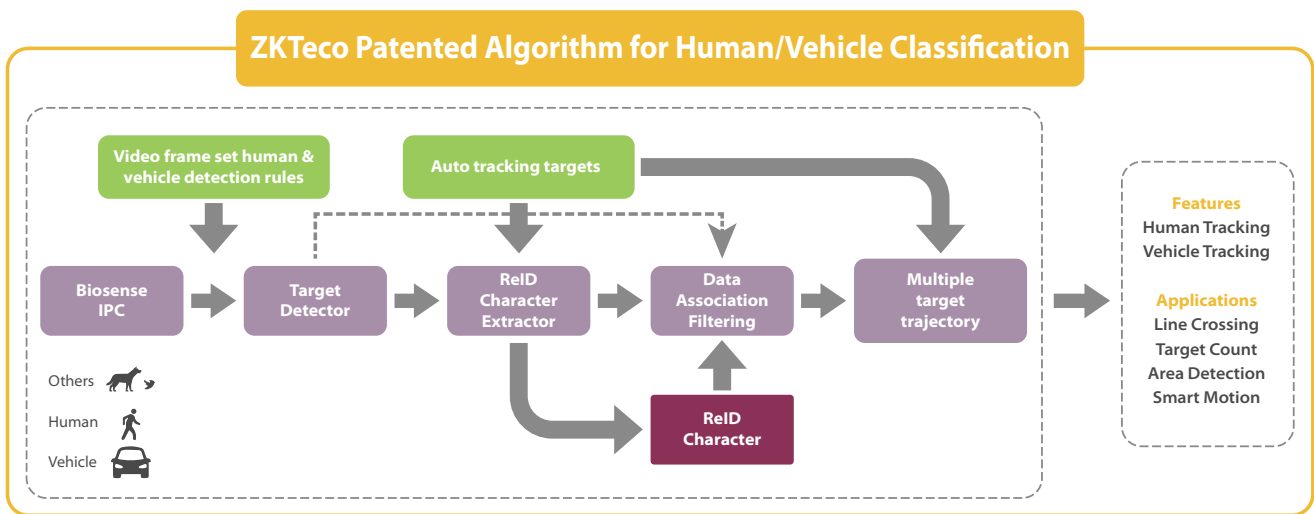 ZKTeco Patented Algorithm for Human/Vehicle Classification
Video frame set human &
vehicle detection rules
Auto tracking targets
Biosense
IPC
Target
Detector
ReID
Character
Extractor
Data
Association
Filtering
Multiple
target
trajectory
ReID
Character
Others
Human
Vehicle
Features
Human Tracking
Vehicle Tracking
Applications
Line Crossing
Target Count
Area Detection
Smart Motion